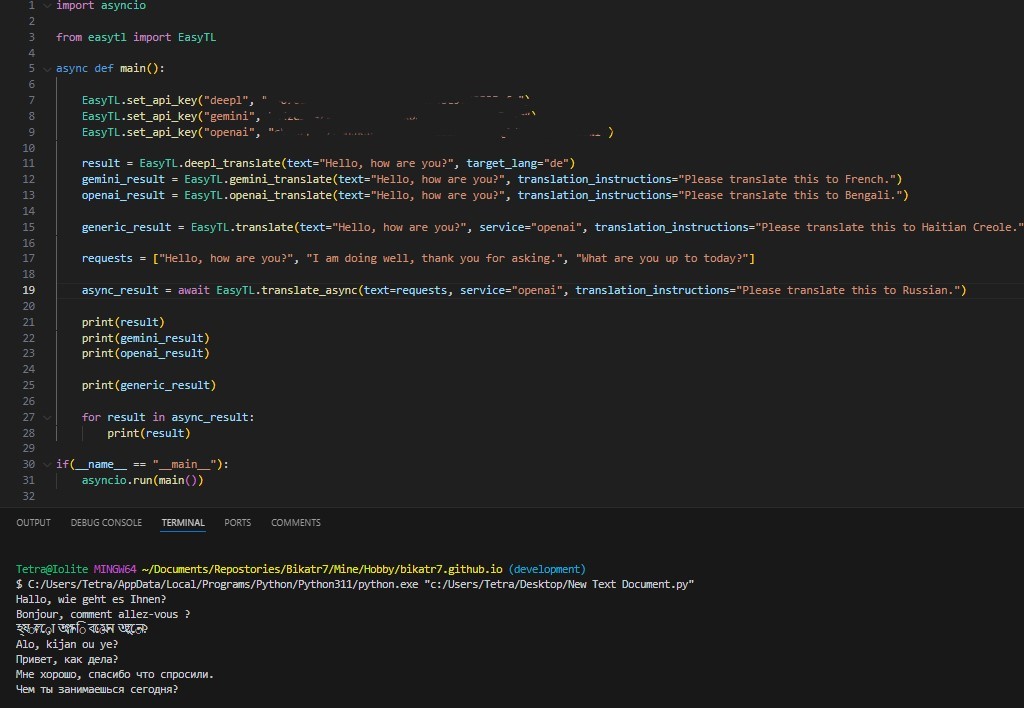 1 import asyncio
2
3 from easytl import EasyTL
4
5 async def main():
6
7 EasyTL.set_api_key("deepl", " ")
8 EasyTL.set_api_key("gemini", ")
9 EasyTL.set_api_key("openai", " )
10
11 result = EasyTL.deepl_translate(text="Hello, how are you?", target_lang="de")
12 gemini_result = EasyTL.gemini_translate(text="Hello, how are you?", translation_instructions="Please translate this to French.")
13 openai_result = EasyTL.openai_translate(text="Hello, how are you?", translation_instructions="Please translate this to Bengali.")
14
15 generic_result = EasyTL.translate(text="Hello, how are you?", service="openai", translation_instructions="Please translate this to Haitian Creole."
16
17 requests = ["Hello, how are you?", "I am doing well, thank you for asking.", "What are you up to today?"]
18
19 async_result = await EasyTL.translate_async(text=requests, service="openai", translation_instructions="Please translate this to Russian.")
20
21 print(result)
22 print(gemini_result)
23 print(openai_result)
24
25 print(generic_result)
26
27 for result in async_result:
28 print(result)
29
30 if(__name__ == "__main__"):
31 asyncio.run(main())
32
OUTPUT DEBUG CONSOLE TERMINAL PORTS COMMENTS
Tetra@Iolite MINGW64 ~/Documents/Repostories/Bikatr7/Mine/Hobby/bikatr7.github.io (development)
$ C:/Users/Tetra/AppData/Local/Programs/Python/Python311/python.exe "c:/Users/Tetra/Desktop/New Text Document.py"
Hallo, wie geht es Ihnen?
Bonjour, comment allez-vous ?
Alo, kijan ou ye?
Привет, как дела?
Мне хорошо, спасибо что спросили.
Чем ты занимаешься сегодня?